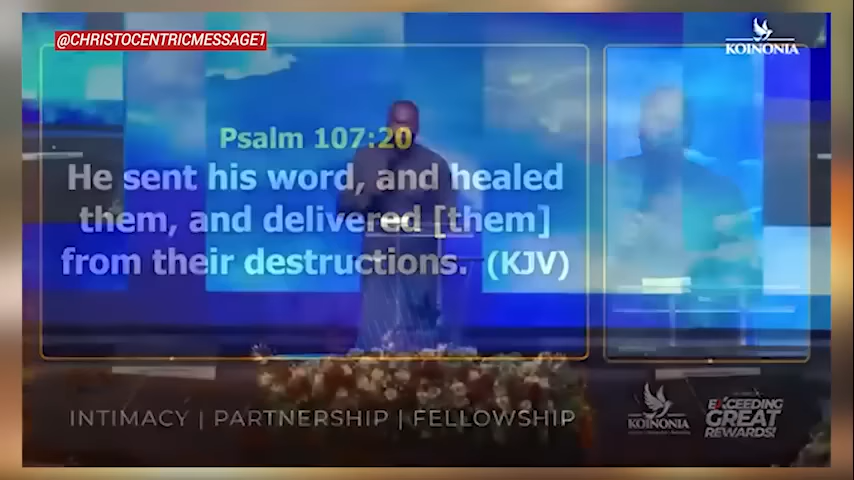 @CHRISTOCENTRICMESSAGE1
KOINONIA
Psalm 107:20
He sent his word, and healed
them, and delivered [them]
from their destructions. (KJV)
INTIMACY | PARTNERSHIP | FELLOWSHIP
KOINONIA
EXCEEDING
GREAT
REWARDS!